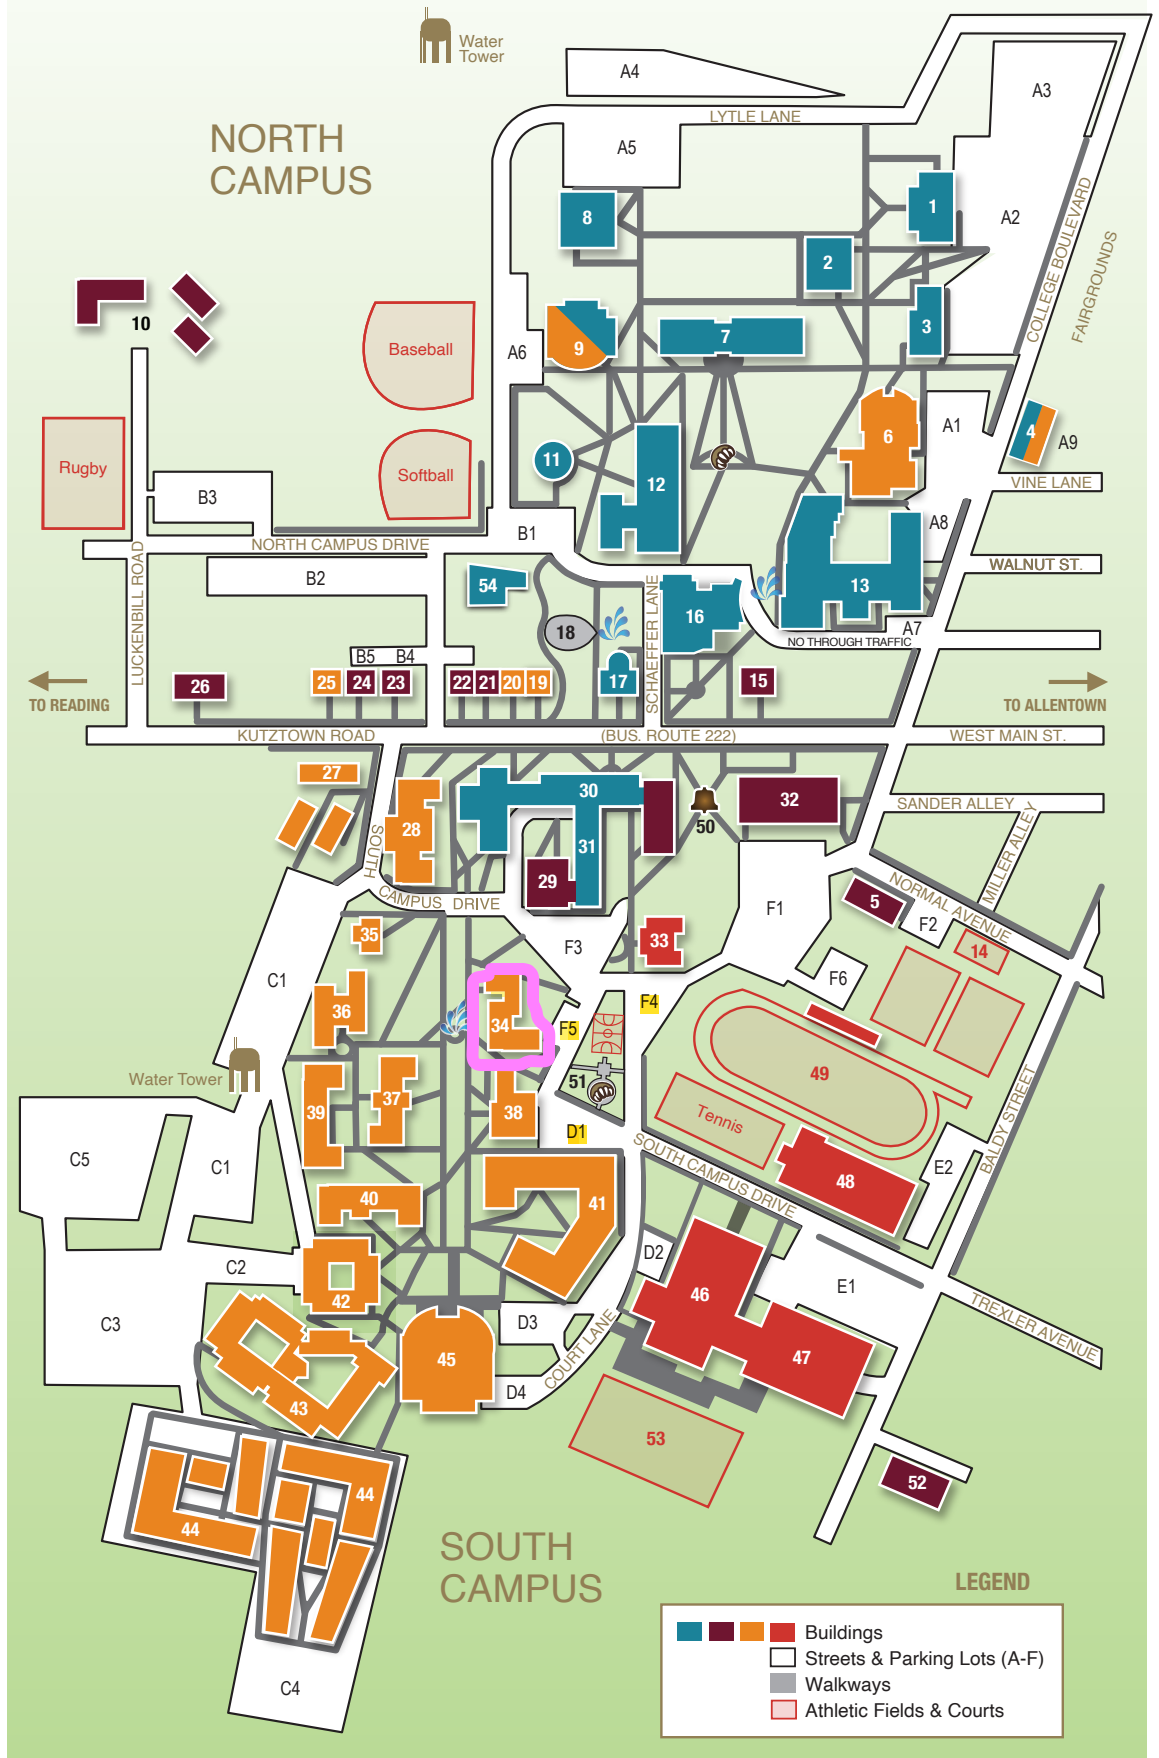 Water
Tower
A4
A3
LYTLE LANE
NORTH
CAMPUS
A5
1
8
A2
COLLEGE BOULEVARD
FAIRGROUNDS
2
10
3
7
Baseball
A6
9
A1
4
A9
6
Rugby
Softball
11
12
VINE LANE
B3
A8
B1
NORTH CAMPUS DRIVE
WALNUT ST.
B2
54
13
LUCKENBILL ROAD
SCHAEFFER LANE
16
18
A7
NO THROUGH TRAFFIC
B5
B4
26
25
24
23
22
21
20
19
17
15
TO READING
TO ALLENTOWN
KUTZTOWN ROAD
(BUS. ROUTE 222)
WEST MAIN ST.
27
30
32
SANDER ALLEY
MILLER ALLEY
50
28
31
29
SOUTH
CAMPUS DRIVE
NORMAL AVENUE
5
F1
F2
35
F3
33
14
F6
C1
36
34
F5
F4
Water Tower
51
49
37
39
38
Tennis
D1
SOUTH CAMPUS DRIVE
BALDY STREET
C5
C1
E2
48
40
41
D2
C2
42
E1
46
C3
D3
TREXLER AVENUE
45
COURT LANE
47
D4
43
53
52
44
44
SOUTH
CAMPUS
C4
LEGEND
Buildings
Streets & Parking Lots (A-F)
Walkways
Athletic Fields & Courts